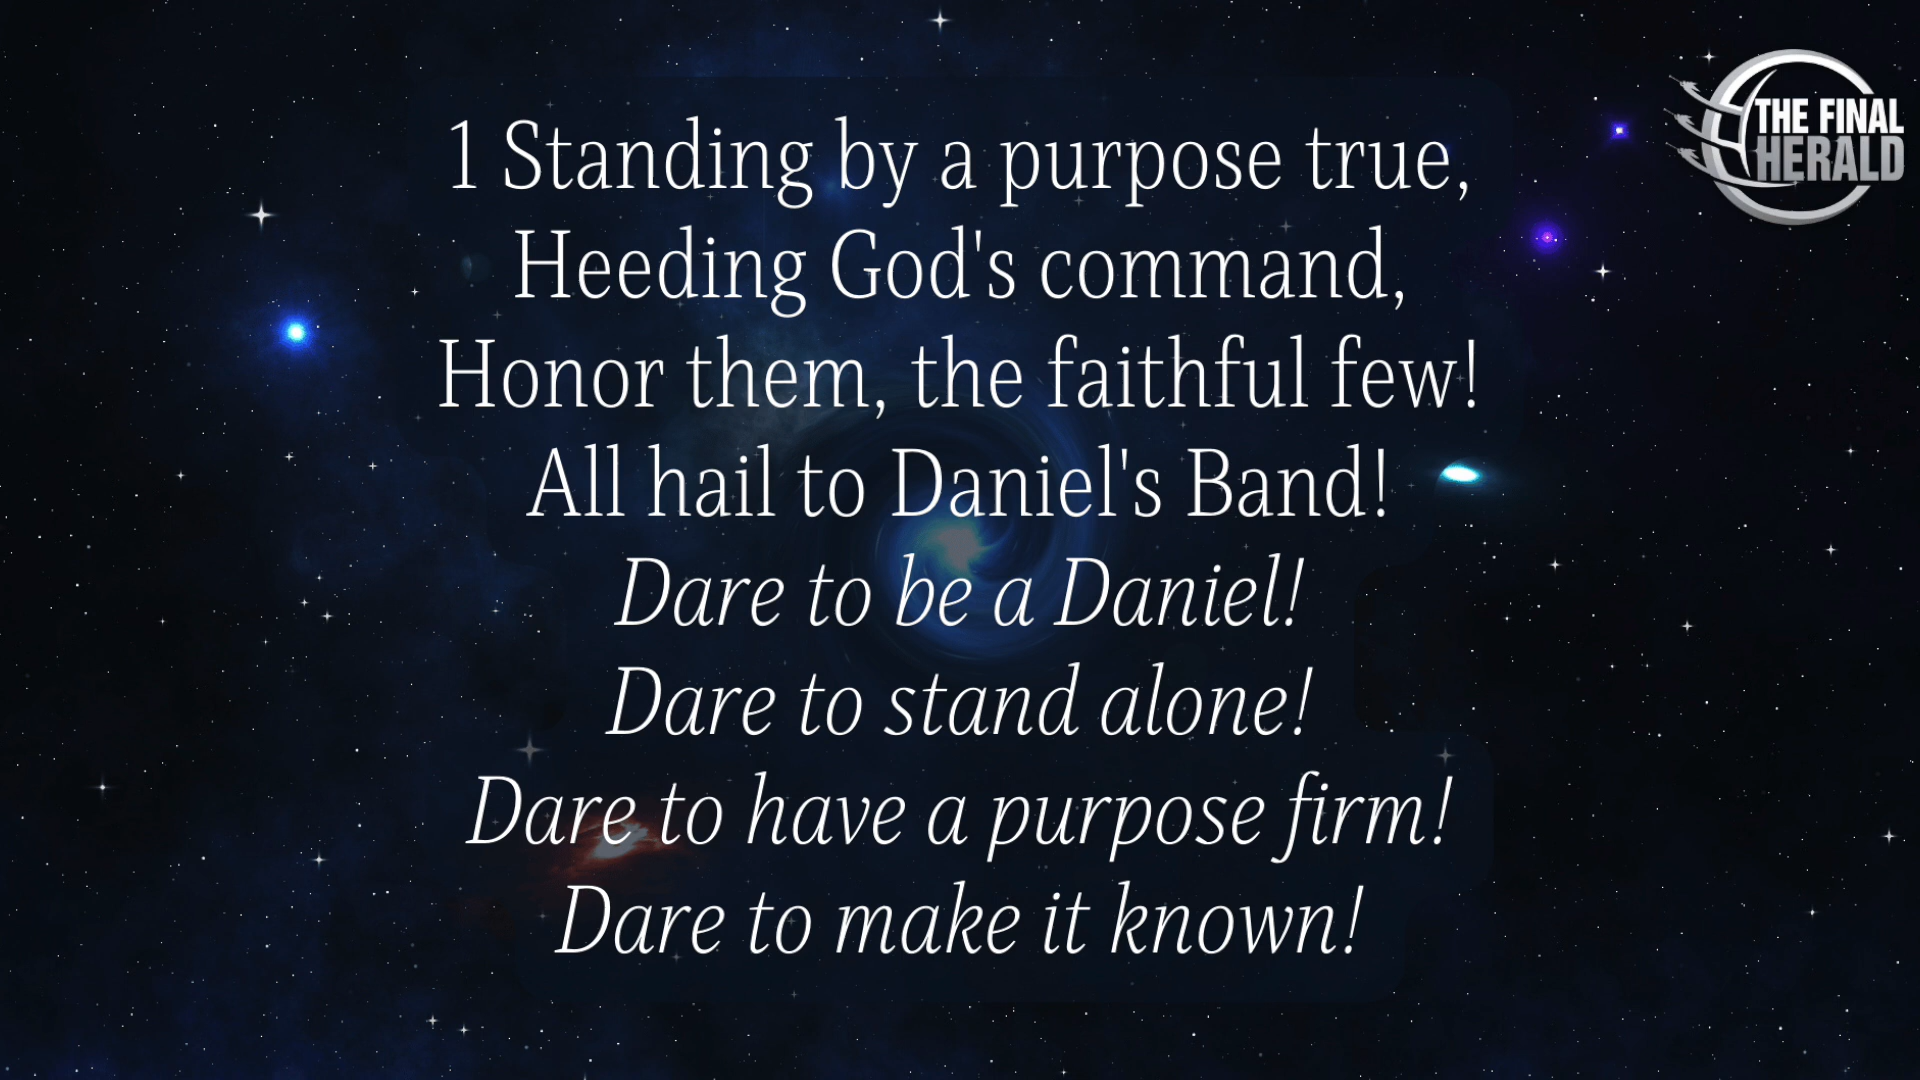 THE FINAL
HERALD
1 Standing by a purpose true,
Heeding God's command,
Honor them, the faithful few!
All hail to Daniel's Band!
Dare to be a Daniel!
Dare to stand alone!
Dare to have a purpose firm!
Dare to make it known!